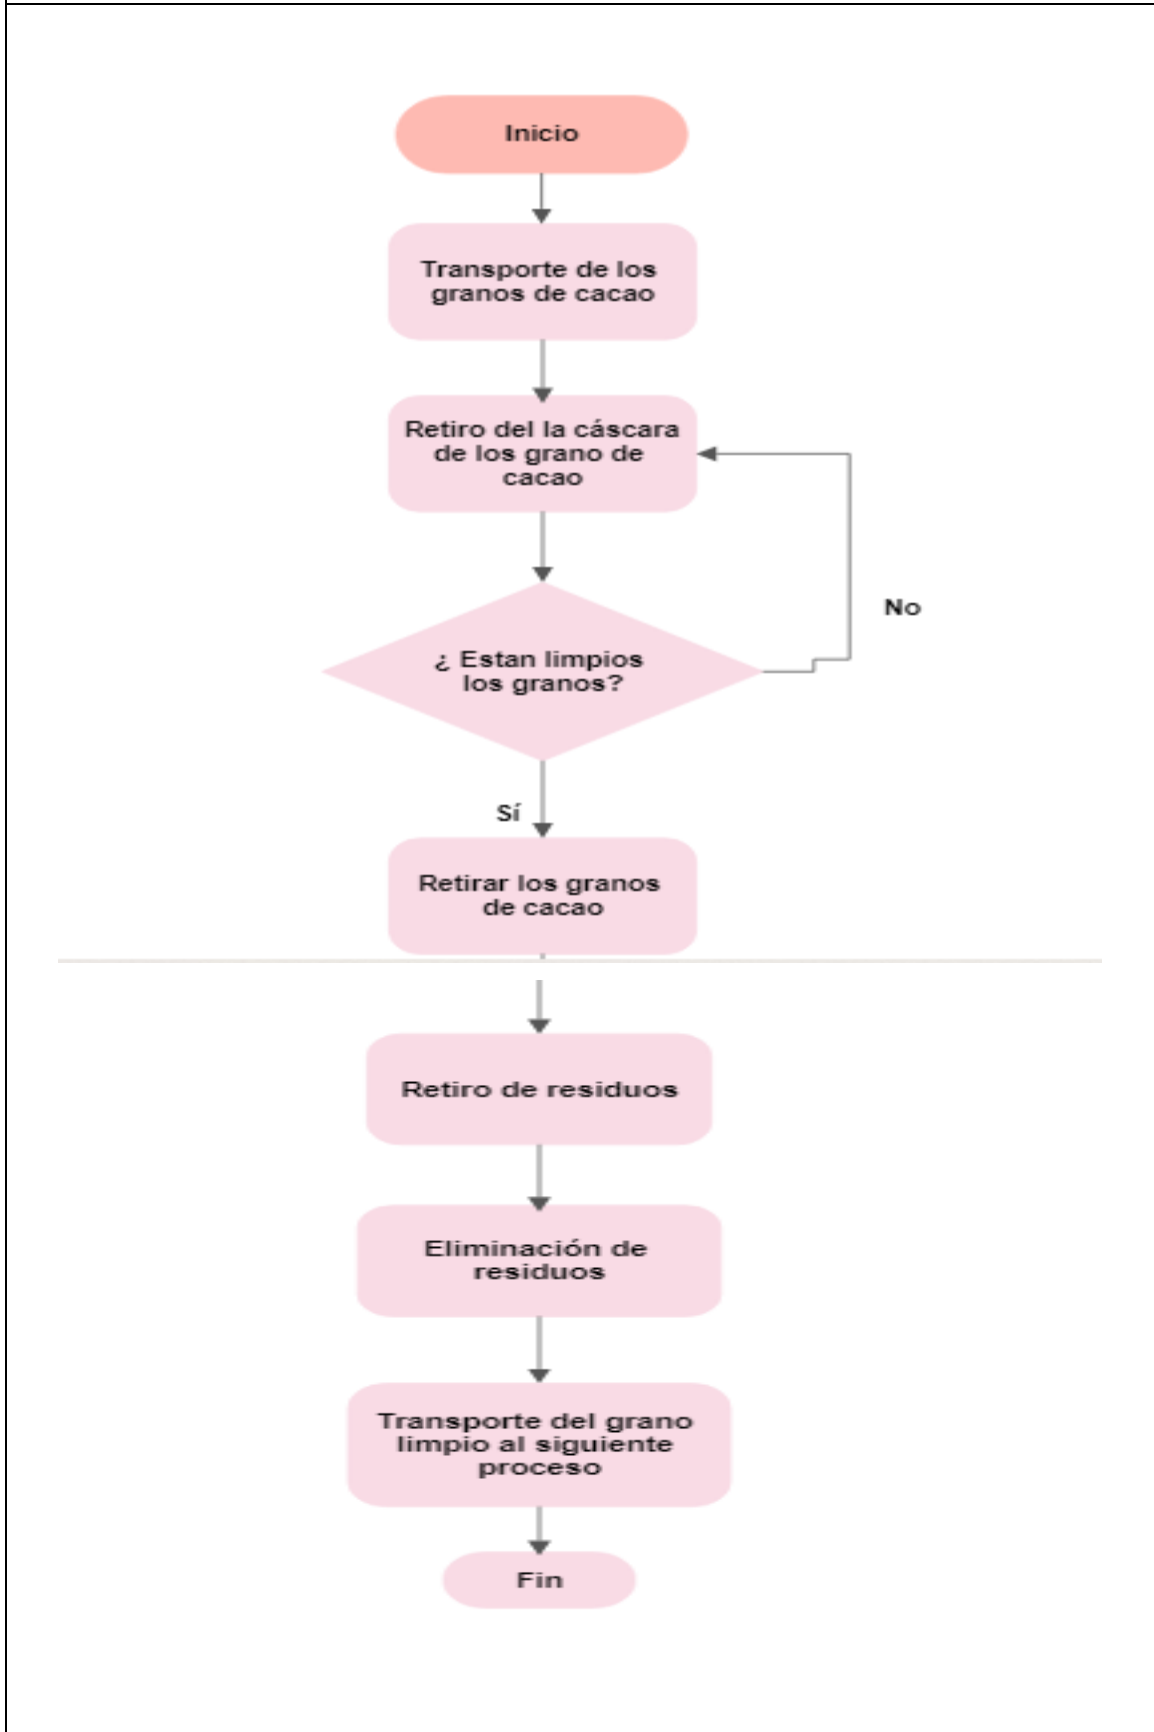 Inicio
Transporte de los
granos de cacao
Retiro del la cáscara
de los grano de
cacao
No
¿ Estan limpios
los granos?
Sí
Retirar los granos
de cacao
Retiro de residuos
Eliminación de
residuos
Transporte del grano
limpio al siguiente
proceso
Fin